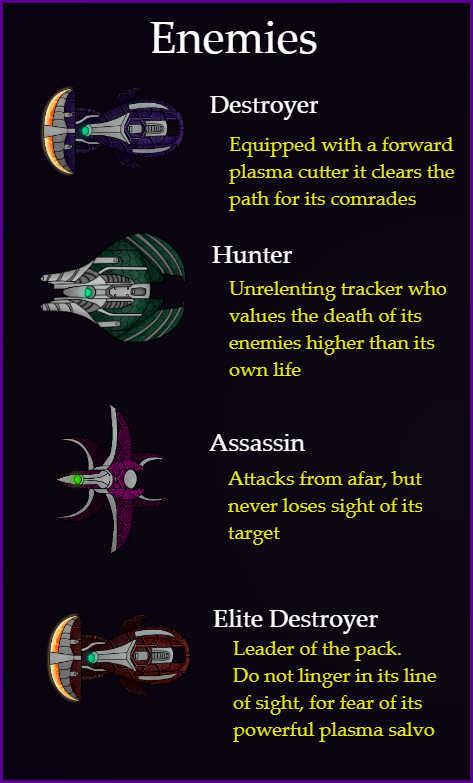 Enemies
Destroyer
Equipped with a forward
plasma cutter it clears the
path for its comrades
Hunter
Unrelenting tracker who
values the death of its
enemies higher than its
own life
Assassin
Attacks from afar, but
never loses sight of its
target
Elite Destroyer
Leader of the pack.
Do not linger in its line
of sight, for fear of its
powerful plasma salvo